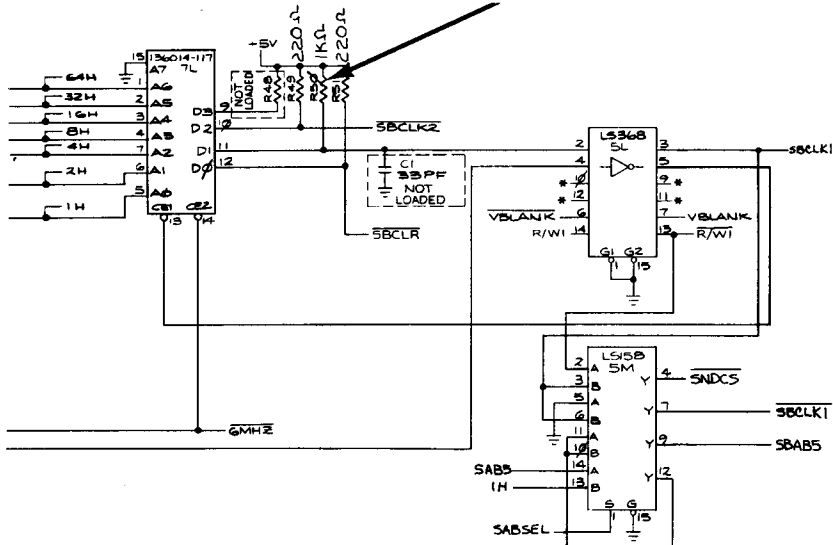 220Ω 1KΩ 220Ω
+5V
136014-117
7L
15 A7
64H 1 A6
32H 2 A5
16H 3 A4
8H 4 A3
4H 7 A2
2H 6 A1
1H 5 A0
CE1 CE2
13 14
D3 9
D2 10 SBCLK2
D1 11
D0 12
SBCLR
NOT LOADED
R48 R49 R50 R51
C1
33PF
NOT
LOADED
LS368
5L
2 3 SBCLK1
4 5
* 10 9 *
* 12 11 *
VBLANK 6 7 VBLANK
R/W1 14 13 R/W1
G1 G2
1 15
6MHZ
LS158
5M
2 A Y 4 SNDCS
3 B
5 A Y 7 SBCLK1
6 B
11 A Y 9 SBAB5
10 B
SAB5 14 A Y 12
1H 13 B
S G
SABSEL 1 15